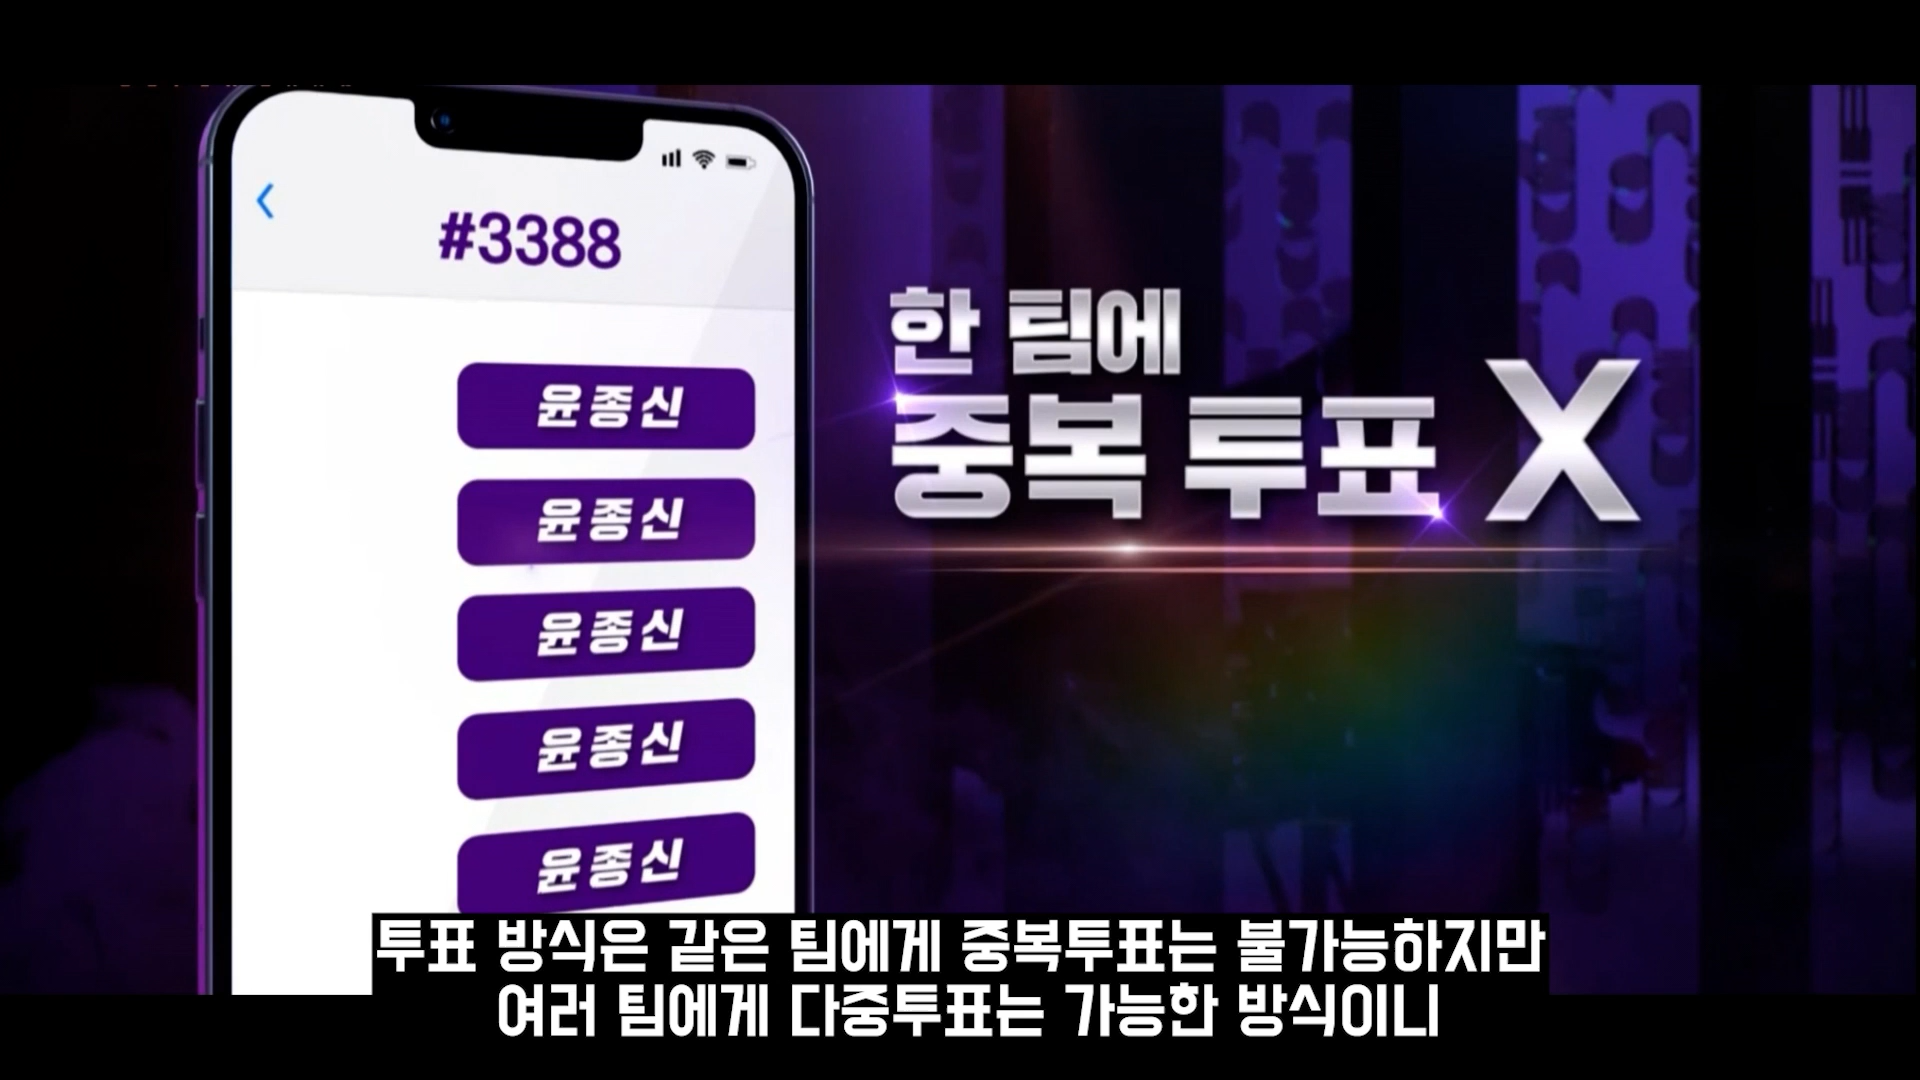 #3388
윤종신
윤종신
윤종신
윤종신
윤종신
한 팀에
중복 투표 X
투표 방식은 같은 팀에게 중복투표는 불가능하지만
여러 팀에게 다중투표는 가능한 방식이니